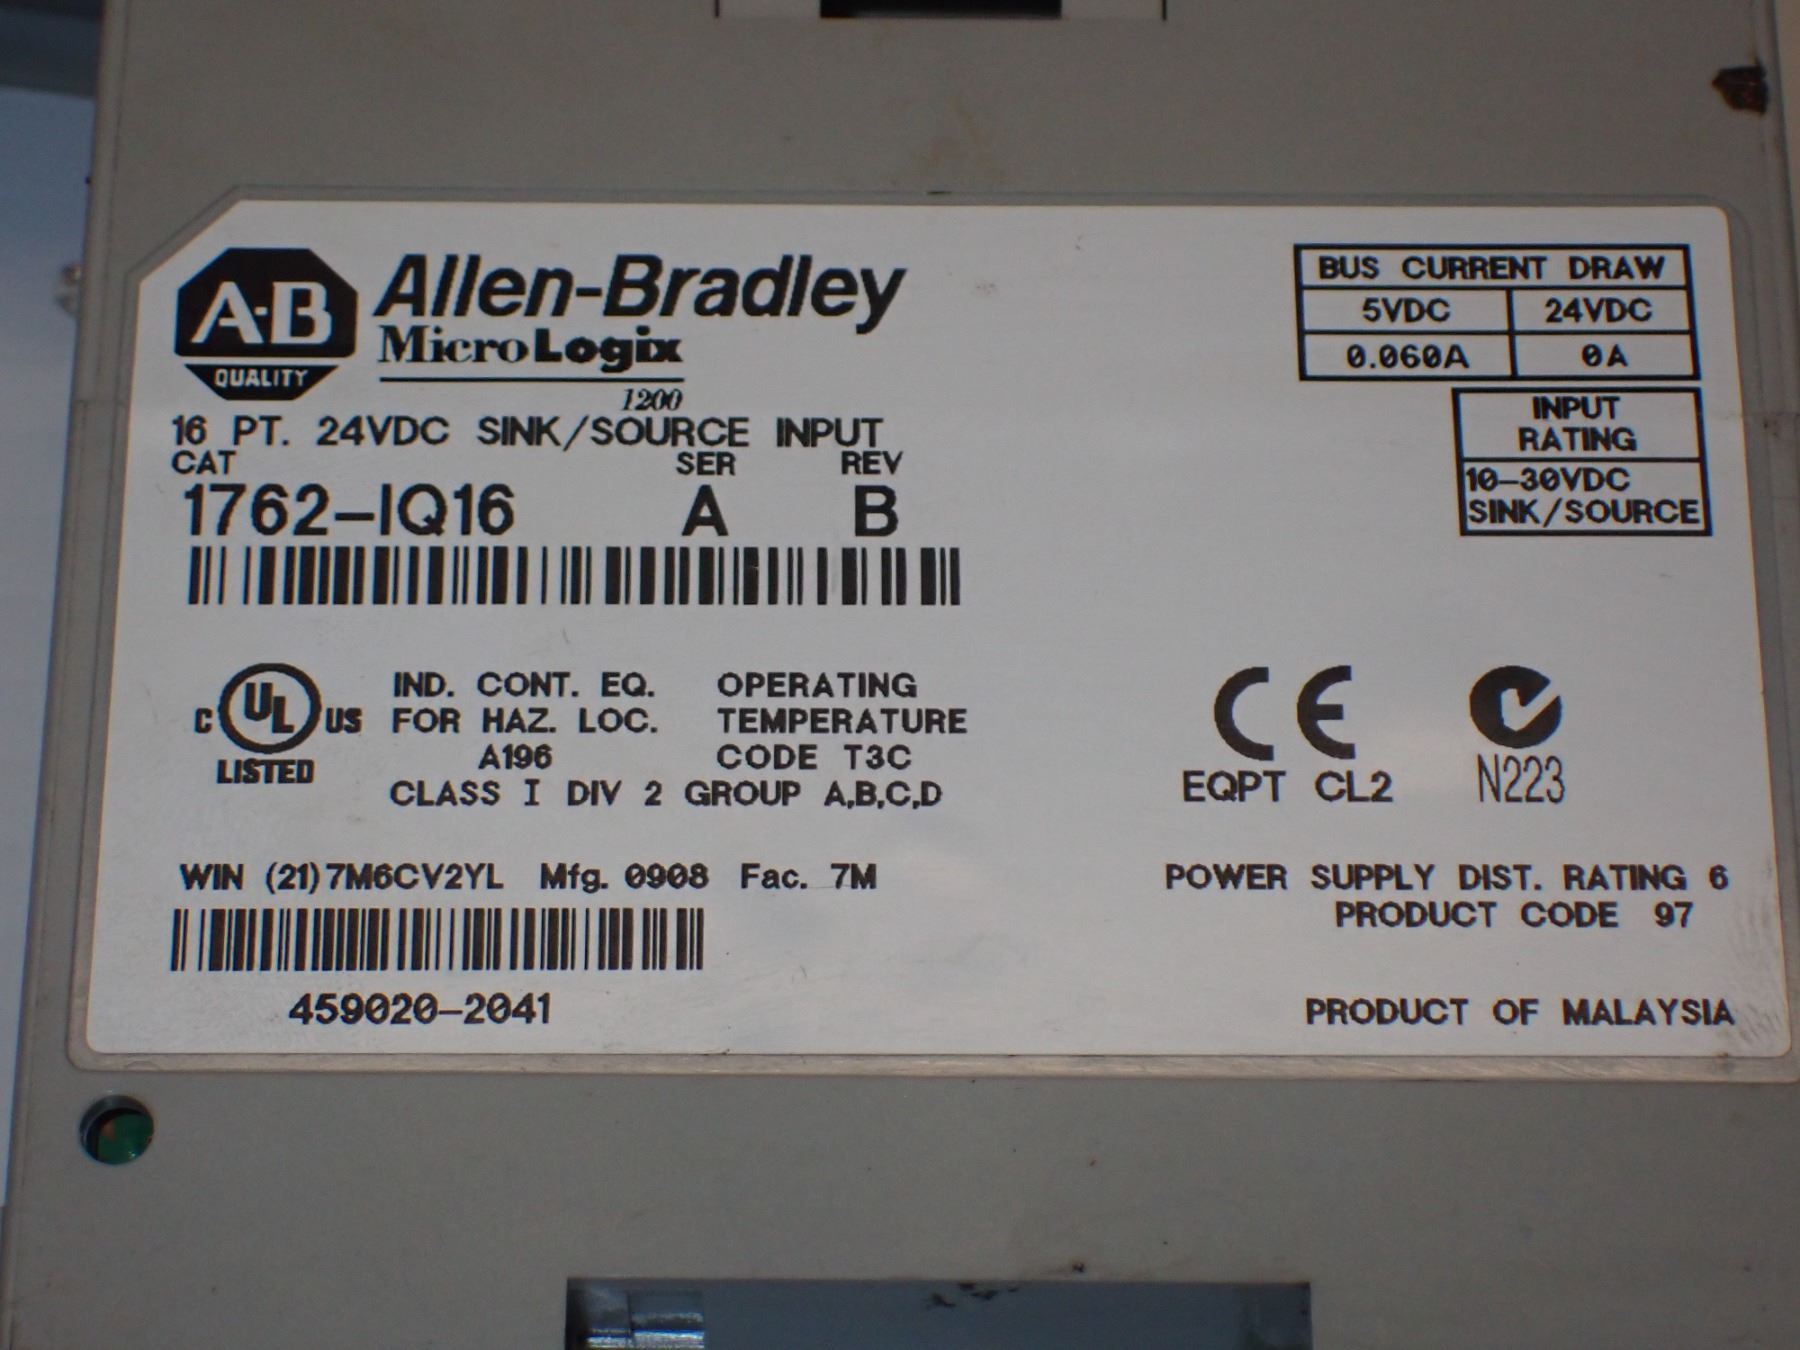 A-B
QUALITY
Allen-Bradley
MicroLogix
1200
16 PT. 24VDC SINK/SOURCE INPUT
CAT SER REV
1762-IQ16 A B
BUS CURRENT DRAW
5VDC 24VDC
0.060A 0A
INPUT
RATING
10-30VDC
SINK/SOURCE
C UL US
LISTED
IND. CONT. EQ.
FOR HAZ. LOC.
A196
OPERATING
TEMPERATURE
CODE T3C
CLASS I DIV 2 GROUP A,B,C,D
CE
EQPT CL2
N223
WIN (21)7M6CV2YL Mfg. 0908 Fac. 7M
459020-2041
POWER SUPPLY DIST. RATING 6
PRODUCT CODE 97
PRODUCT OF MALAYSIA